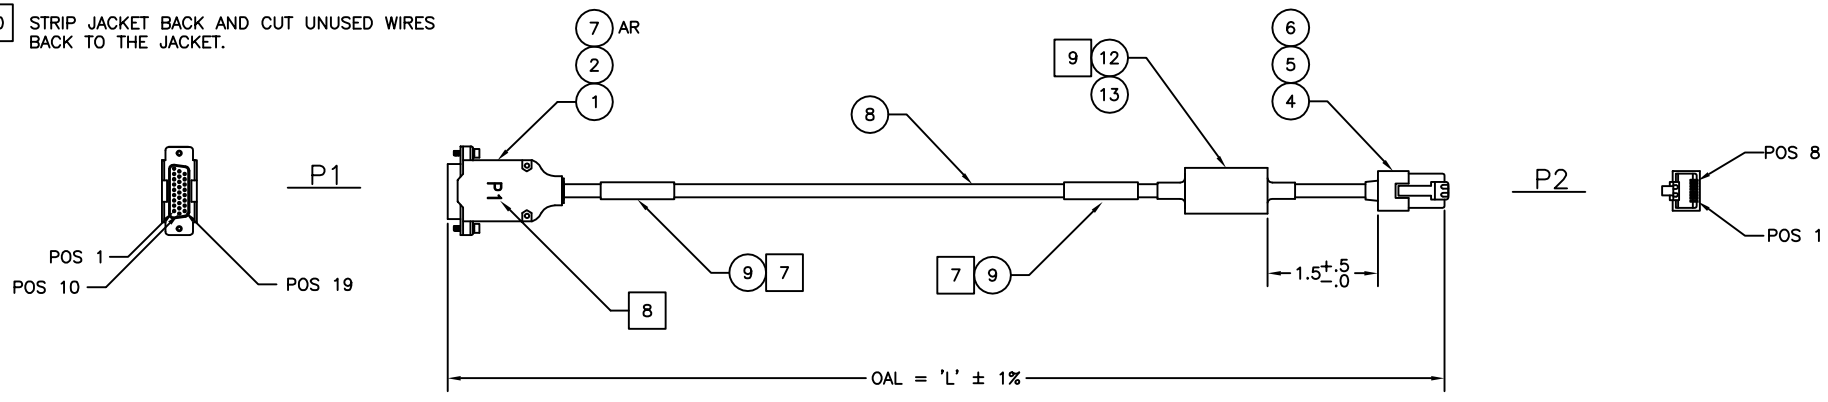 STRIP JACKET BACK AND CUT UNUSED WIRES
BACK TO THE JACKET.
7 AR
2
1
9 12
13
6
5
4
8
P1
P1
P2
POS 8
POS 1
POS 1
POS 10
POS 19
9 7
7 9
8
1.5 +.5 -.0
OAL = 'L' ± 1%